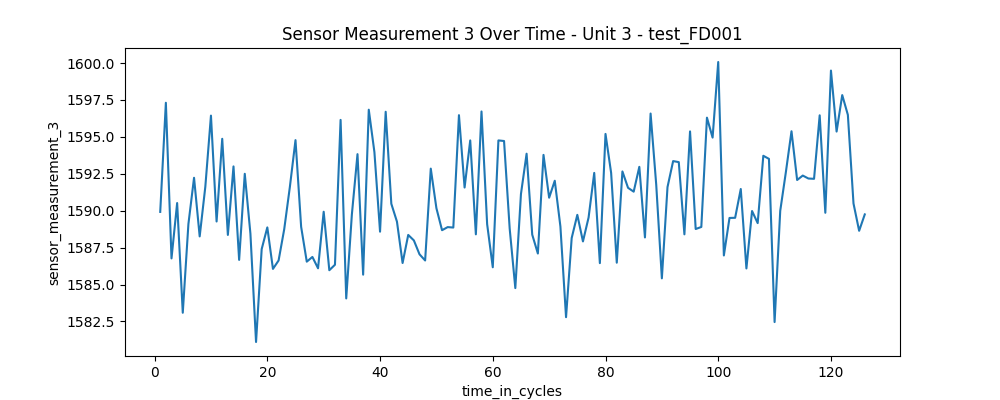 Sensor Measurement 3 Over Time - Unit 3 - test_FD001
sensor_measurement_3
1600.0
1597.5
1595.0
1592.5
1590.0
1587.5
1585.0
1582.5
0 20 40 60 80 100 120
time_in_cycles